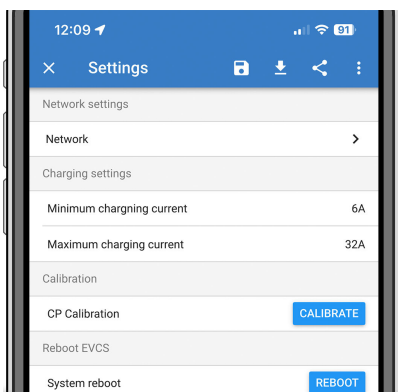 12:09
91
Settings
Network settings
Network
Charging settings
Minimum chargning current 6A
Maximum charging current 32A
Calibration
CP Calibration CALIBRATE
Reboot EVCS
System reboot REBOOT